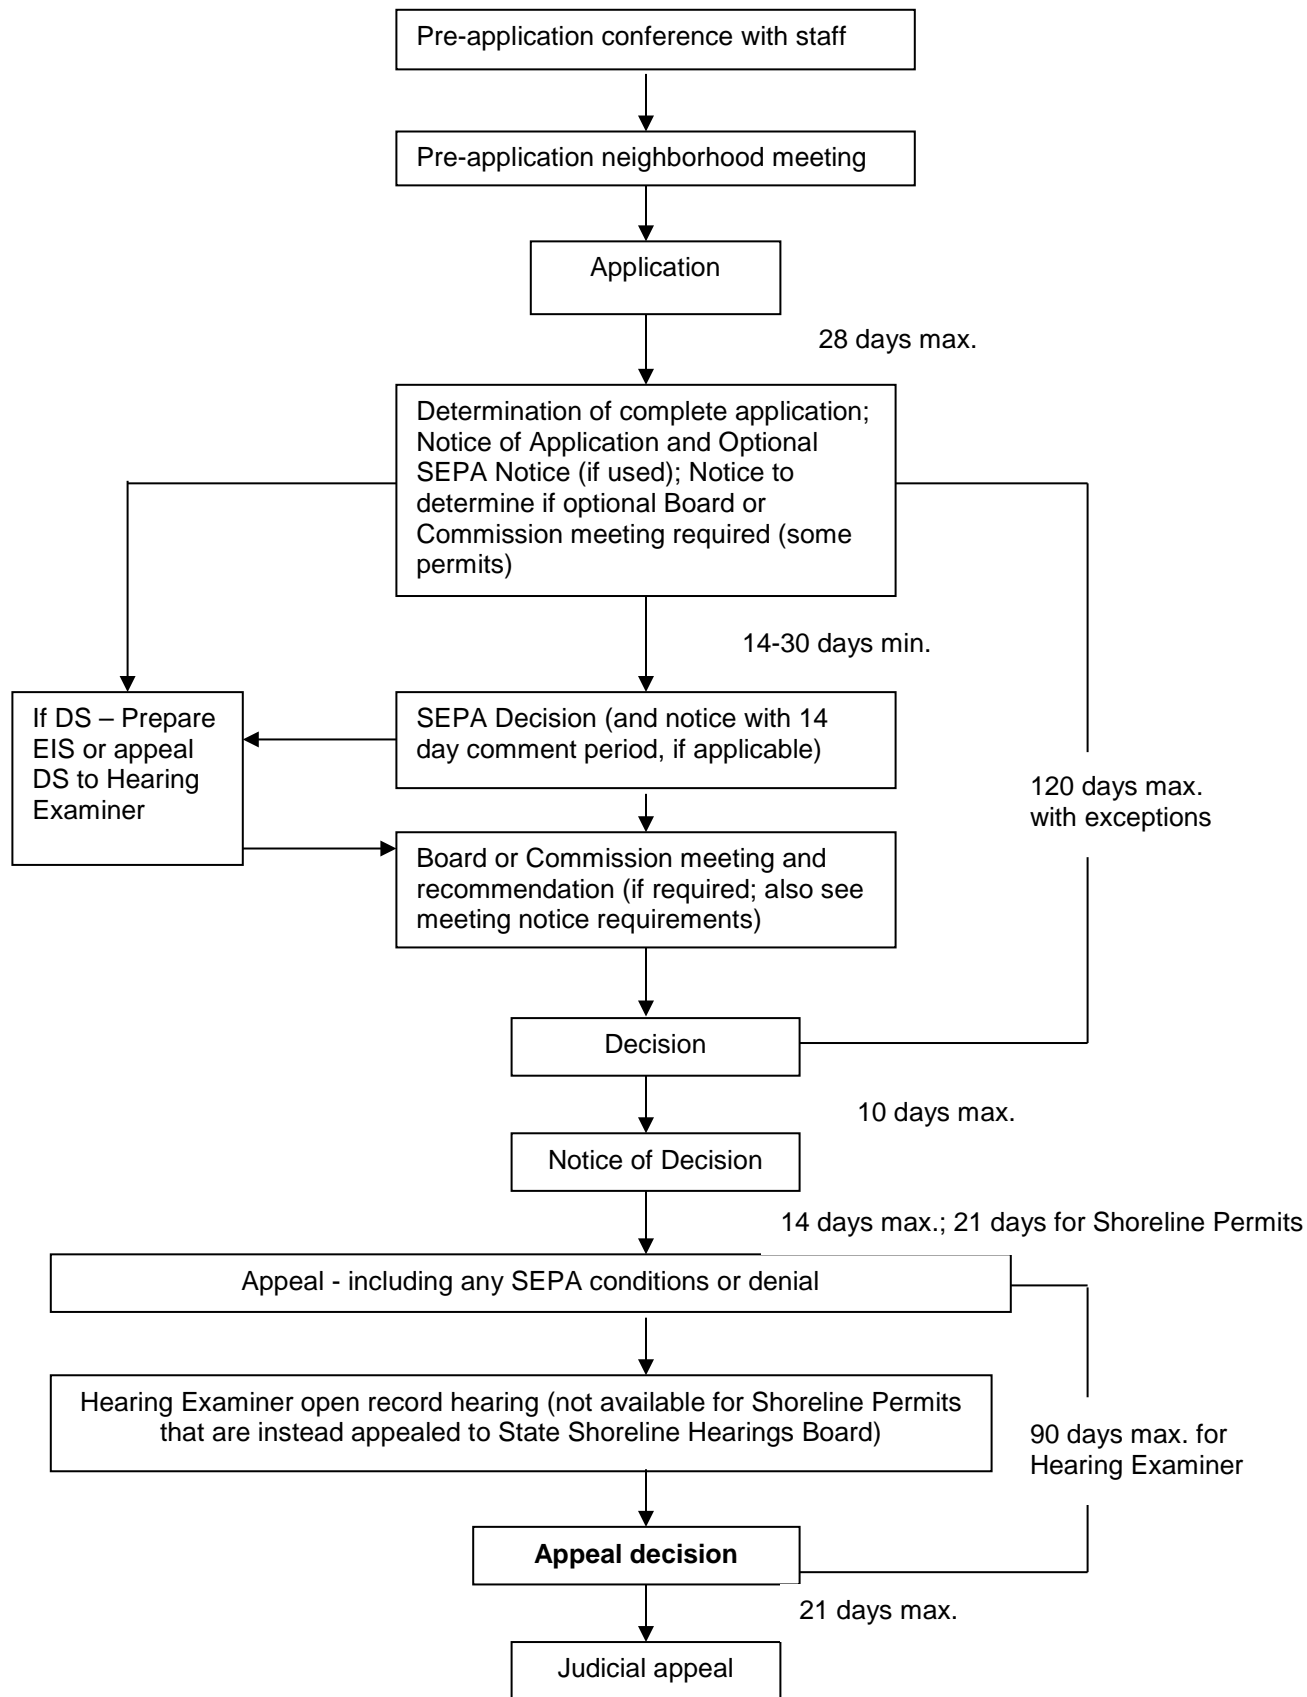 Pre-application conference with staff
Pre-application neighborhood meeting
Application
28 days max.
Determination of complete application;
Notice of Application and Optional
SEPA Notice (if used); Notice to
determine if optional Board or
Commission meeting required (some
permits)
14-30 days min.
If DS – Prepare
EIS or appeal
DS to Hearing
Examiner
SEPA Decision (and notice with 14
day comment period, if applicable)
120 days max.
with exceptions
Board or Commission meeting and
recommendation (if required; also see
meeting notice requirements)
Decision
10 days max.
Notice of Decision
14 days max.; 21 days for Shoreline Permits
Appeal - including any SEPA conditions or denial
Hearing Examiner open record hearing (not available for Shoreline Permits
that are instead appealed to State Shoreline Hearings Board)
90 days max. for
Hearing Examiner
Appeal decision
21 days max.
Judicial appeal